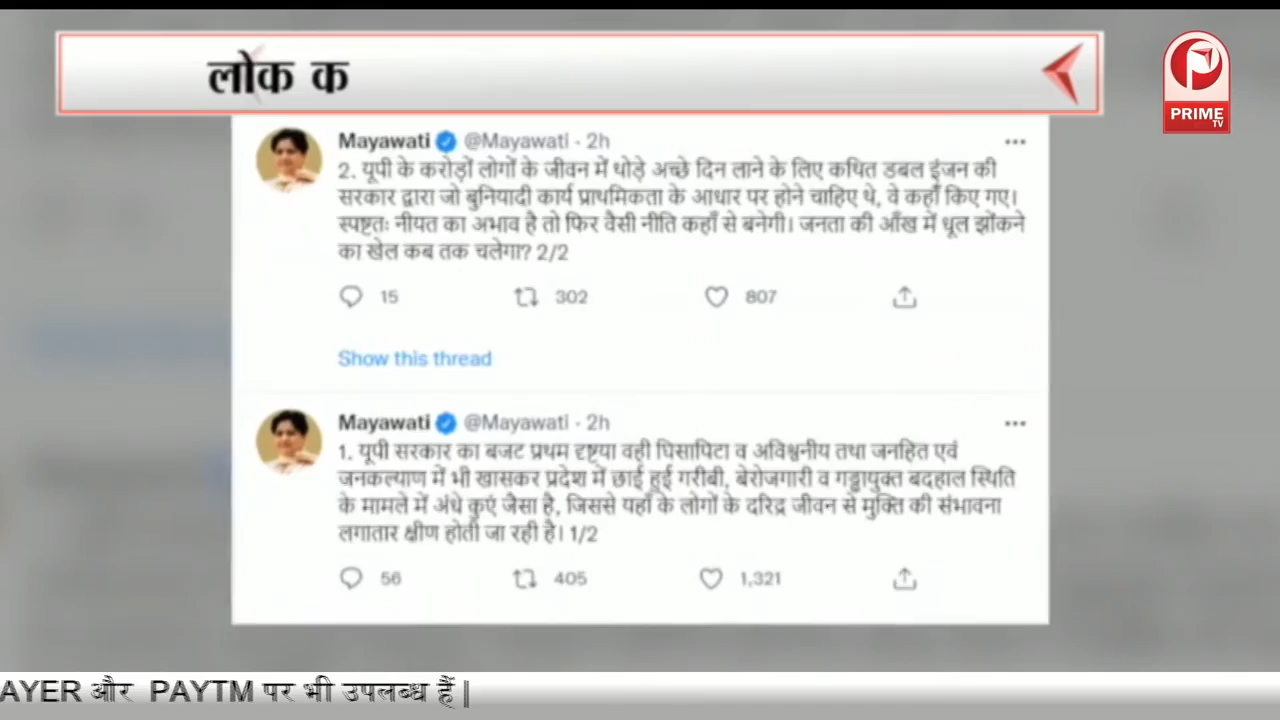 लोक क
PRIME
TV
Mayawati @Mayawati · 2h
2. यूपी के करोड़ों लोगों के जीवन में थोड़े अच्छे दिन लाने के लिए कथित डबल इंजन की
सरकार द्वारा जो बुनियादी कार्य प्राथमिकता के आधार पर होने चाहिए थे, वे कहाँ किए गए।
स्पष्टतः नीयत का अभाव है तो फिर वैसी नीति कहाँ से बनेगी। जनता की आँख में धूल झोंकने
का खेल कब तक चलेगा? 2/2
15 302 807
Show this thread
Mayawati @Mayawati · 2h
1. यूपी सरकार का बजट प्रथम दृष्टया वही घिसापिटा व अविश्वनीय तथा जनहित एवं
जनकल्याण में भी खासकर प्रदेश में छाई हुई गरीबी, बेरोजगारी व गड्ढायुक्त बदहाल स्थिति
के मामले में अंधे कुएं जैसा है, जिससे यहाँ के लोगों के दरिद्र जीवन से मुक्ति की संभावना
लगातार क्षीण होती जा रही है। 1/2
56 405 1,321
AYER और PAYTM पर भी उपलब्ध हैं |